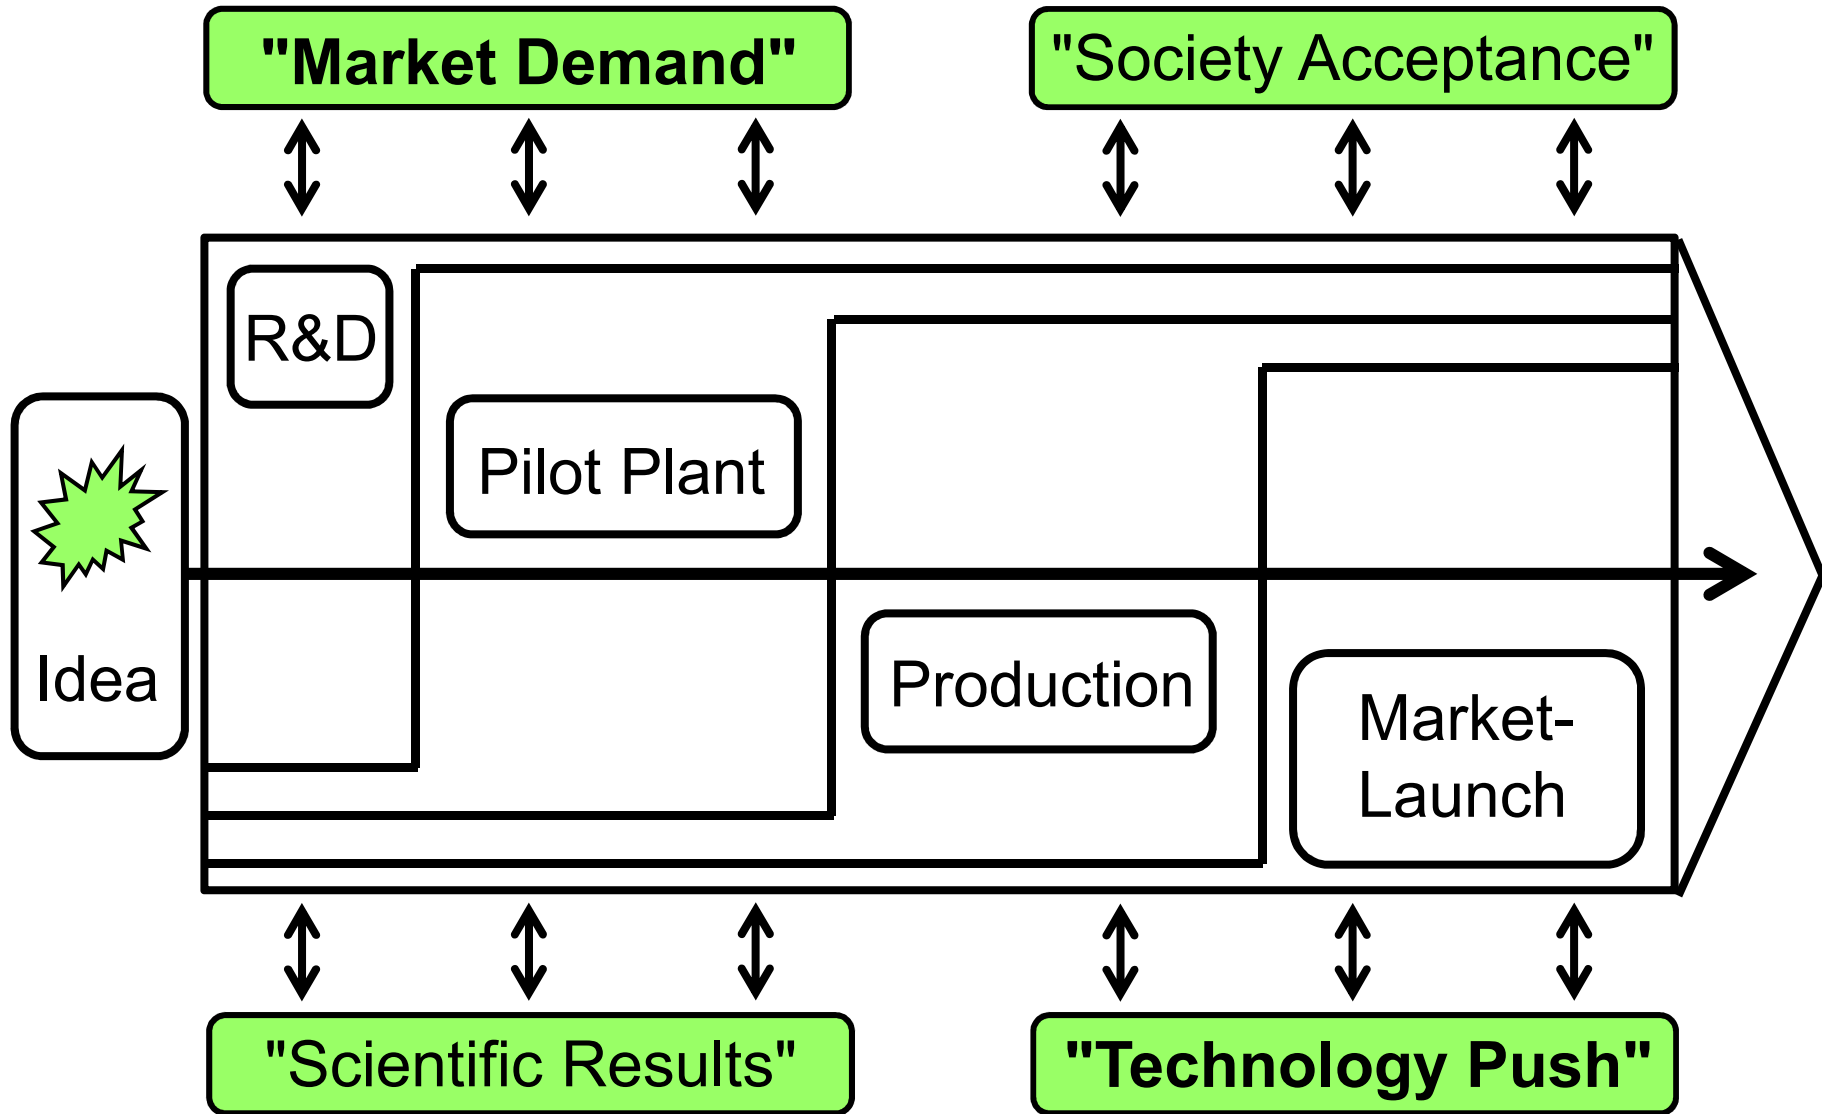 "Market Demand"
"Society Acceptance"
R&D
Pilot Plant
Idea
Production
Market-
Launch
"Scientific Results"
"Technology Push"